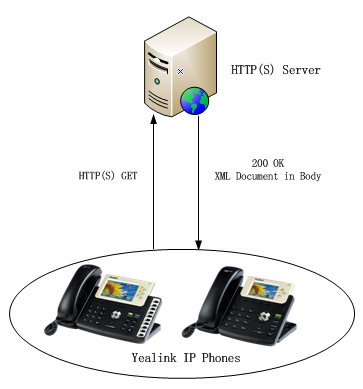 HTTP(S) Server
HTTP(S) GET
200 OK
XML Document in Body
Yealink IP Phones